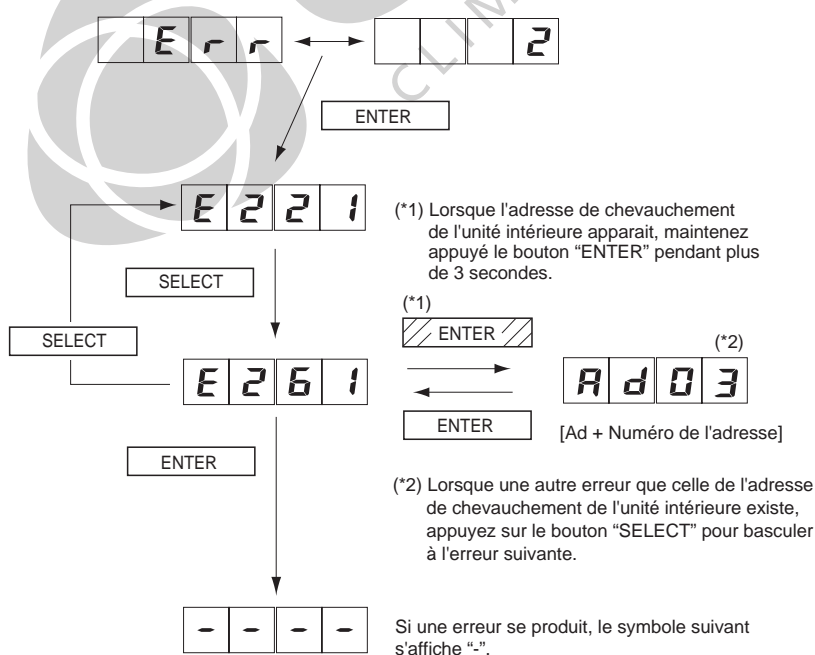 Err 2
ENTER
E221
(*1) Lorsque l'adresse de chevauchement
de l'unité intérieure apparait, maintenez
appuyé le bouton “ENTER” pendant plus
de 3 secondes.
SELECT
SELECT
(*1)
ENTER
(*2)
E261
Ad03
ENTER
[Ad + Numéro de l'adresse]
ENTER
(*2) Lorsque une autre erreur que celle de l'adresse
de chevauchement de l'unité intérieure existe,
appuyez sur le bouton “SELECT” pour basculer
à l'erreur suivante.
- - - -
Si une erreur se produit, le symbole suivant
s'affiche “-”.